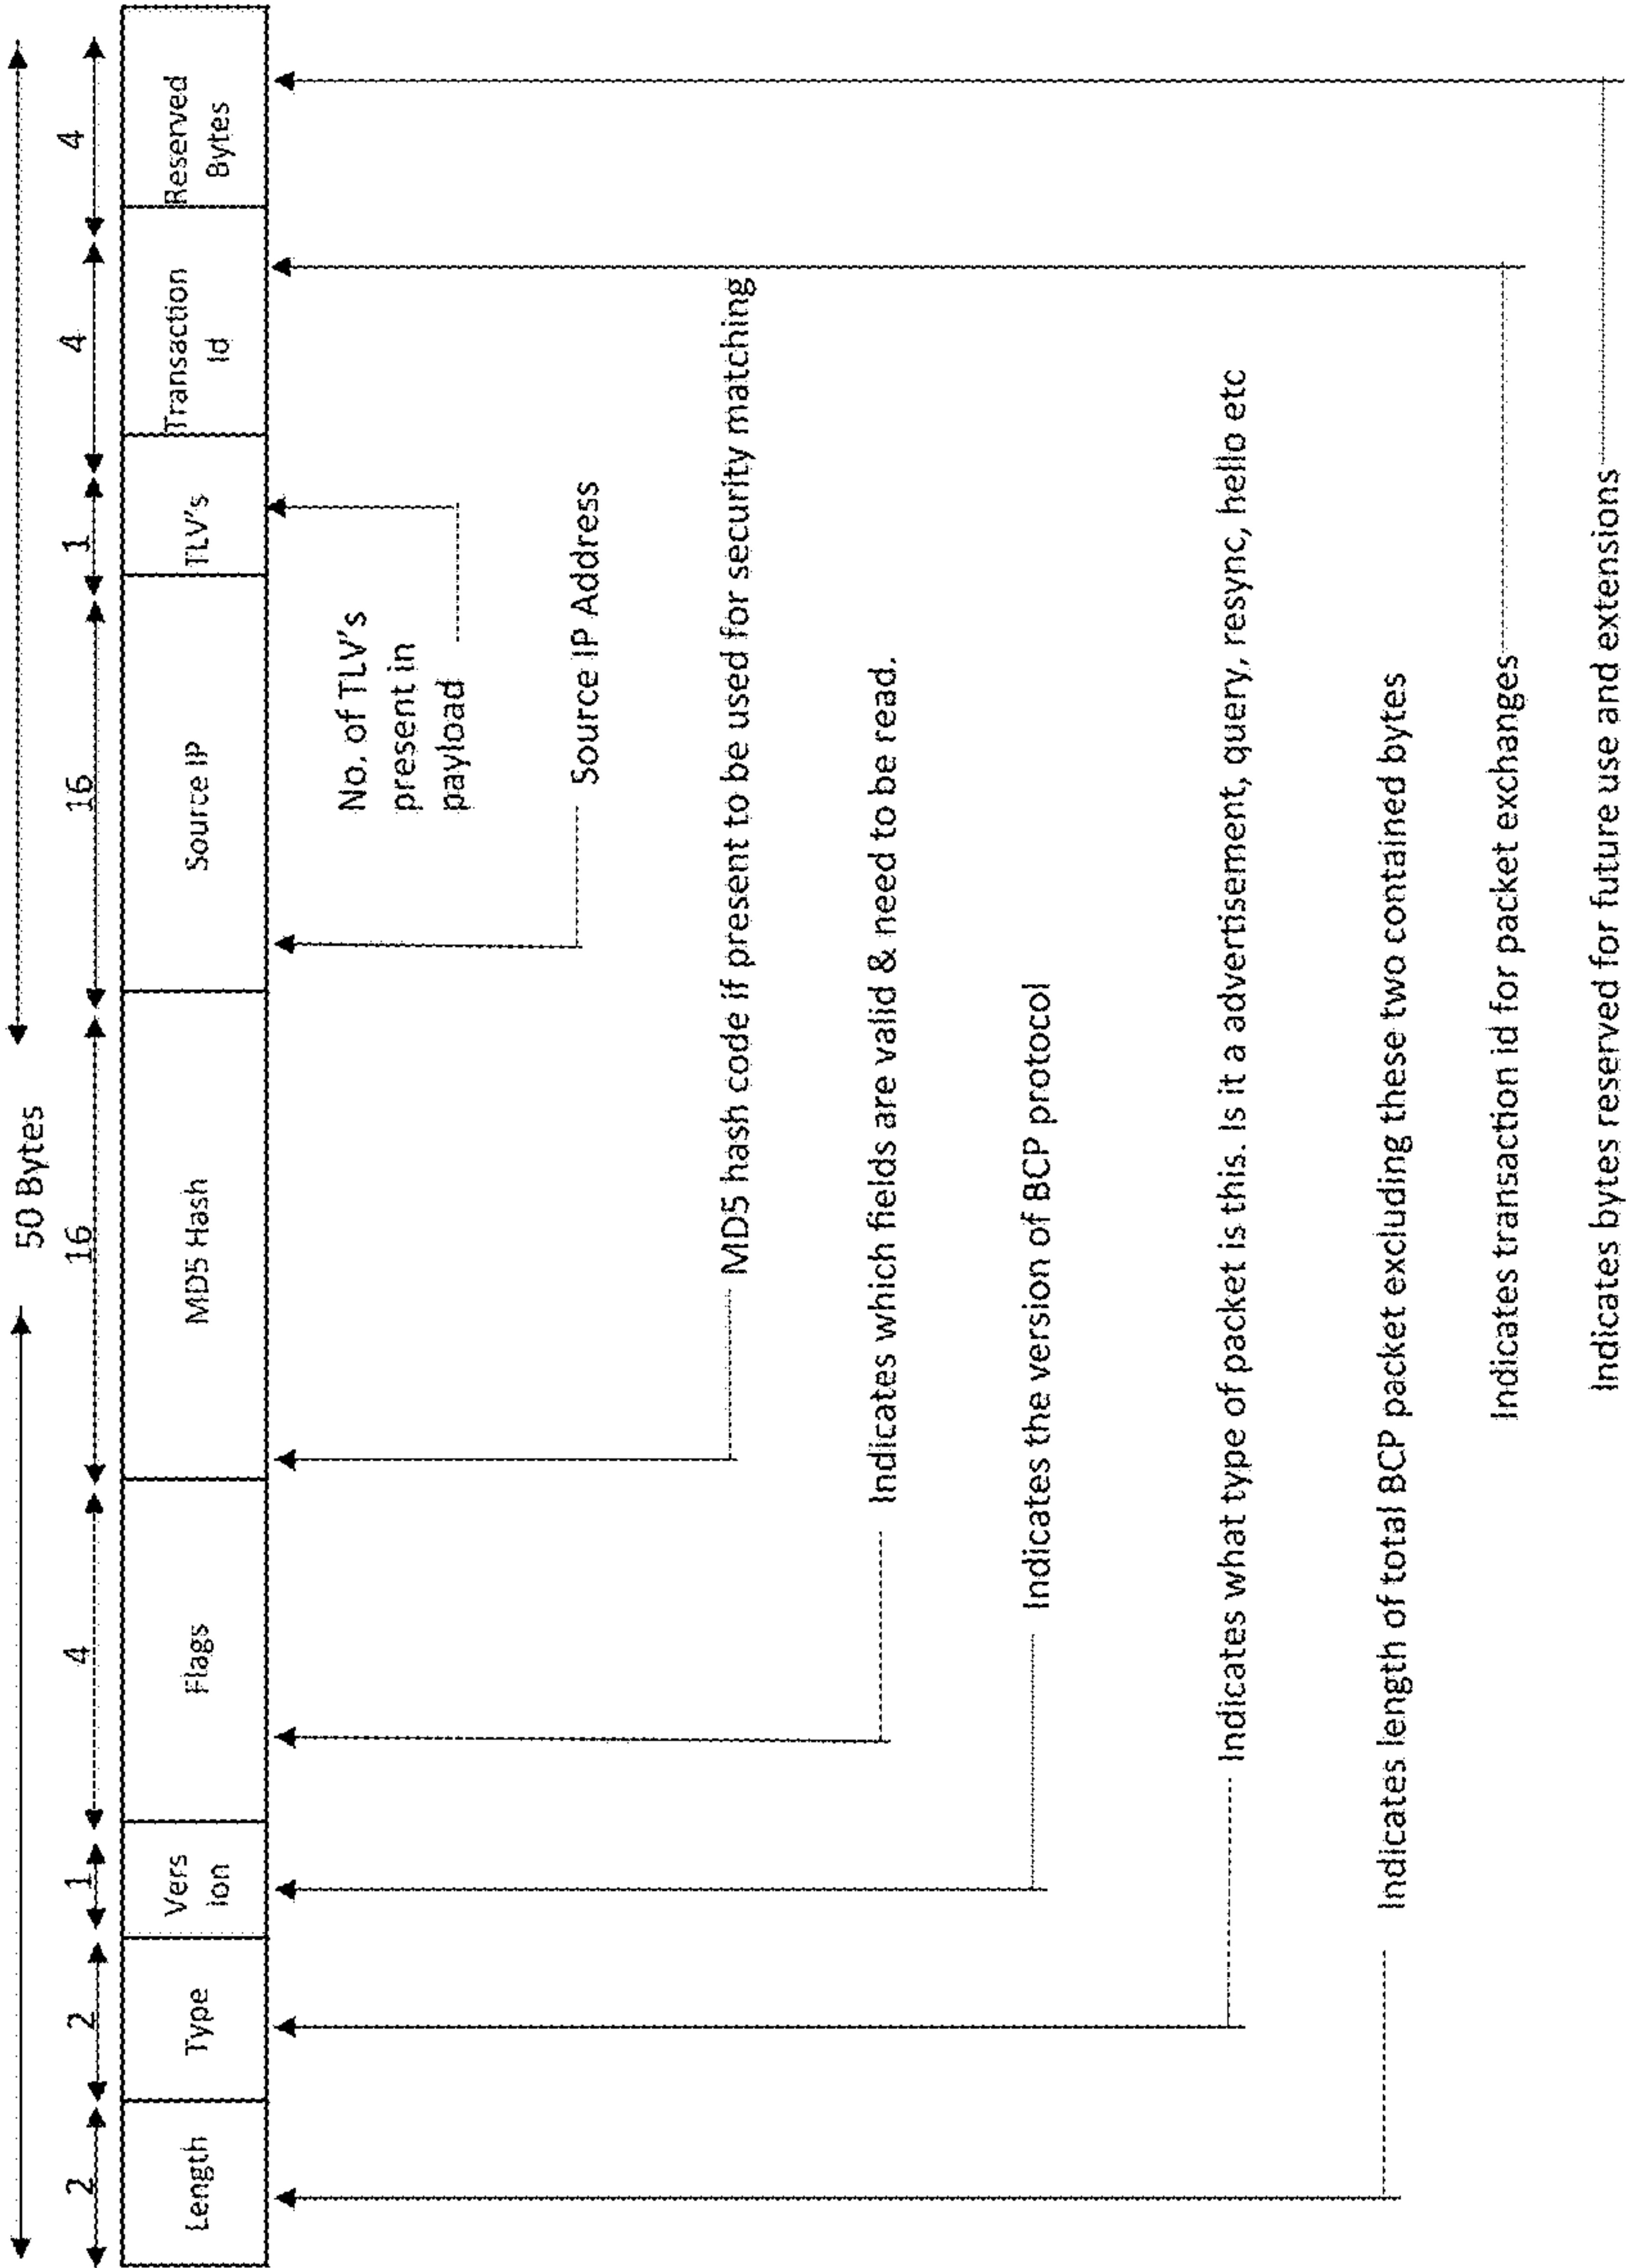 50 Bytes
2
2
1
4
16
16
1
4
4
Length
Type
Vers
ion
Flags
MD5 Hash
Source IP
TLV's
Transaction
Id
Reserved
Bytes
No. of TLV's
present in
payload
Source IP Address
MD5 hash code if present to be used for security matching
Indicates which fields are valid & need to be read.
Indicates the version of BCP protocol
Indicates what type of packet is this. Is it a advertisement, query, resync, hello etc
Indicates length of total BCP packet excluding these two contained bytes
Indicates transaction id for packet exchanges
Indicates bytes reserved for future use and extensions